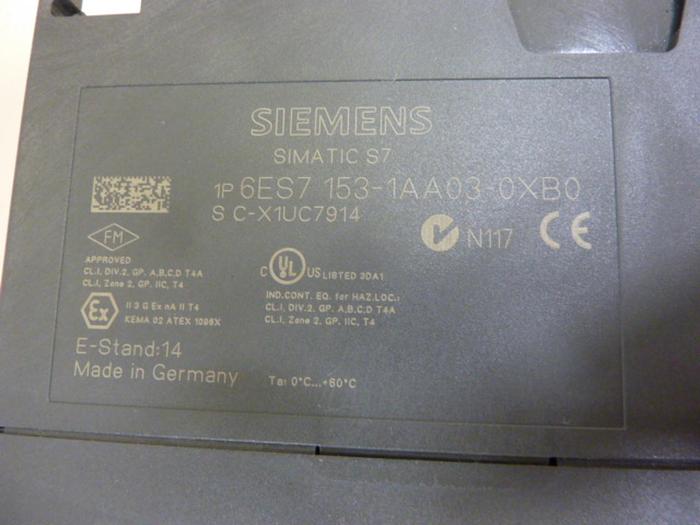 SIEMENS
SIMATIC S7
1P 6ES7 153-1AA03-0XB0
S C-X1UC7914
N117 CE
FM
APPROVED
CL.I, DIV.2, GP. A,B,C,D T4A
CL.I, Zone 2, GP. IIC, T4
Ex II 3 G Ex nA II T4
KEMA 02 ATEX 1096X
C UL US LISTED 3DA1
IND.CONT. EQ. for HAZ.LOC.:
CL.I, DIV.2, GP. A,B,C,D T4A
CL.I, Zone 2, GP. IIC, T4
E-Stand:14
Made in Germany
Ta: 0°C...+60°C